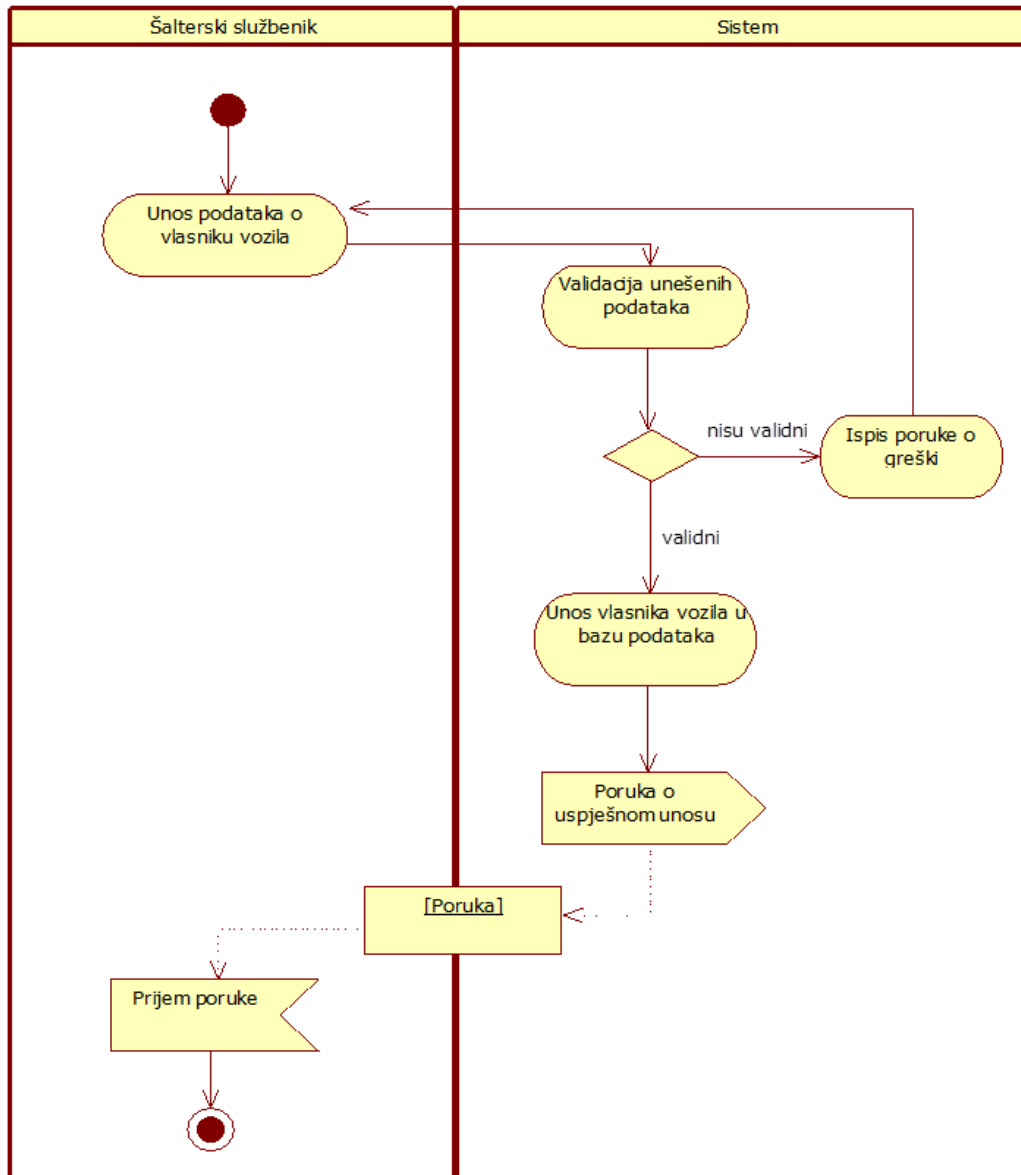 Šalterski službenik
Sistem
Unos podataka o
vlasniku vozila
Validacija unešenih
podataka
nisu validni
Ispis poruke o
greški
validni
Unos vlasnika vozila u
bazu podataka
Poruka o
uspješnom unosu
[Poruka]
Prijem poruke